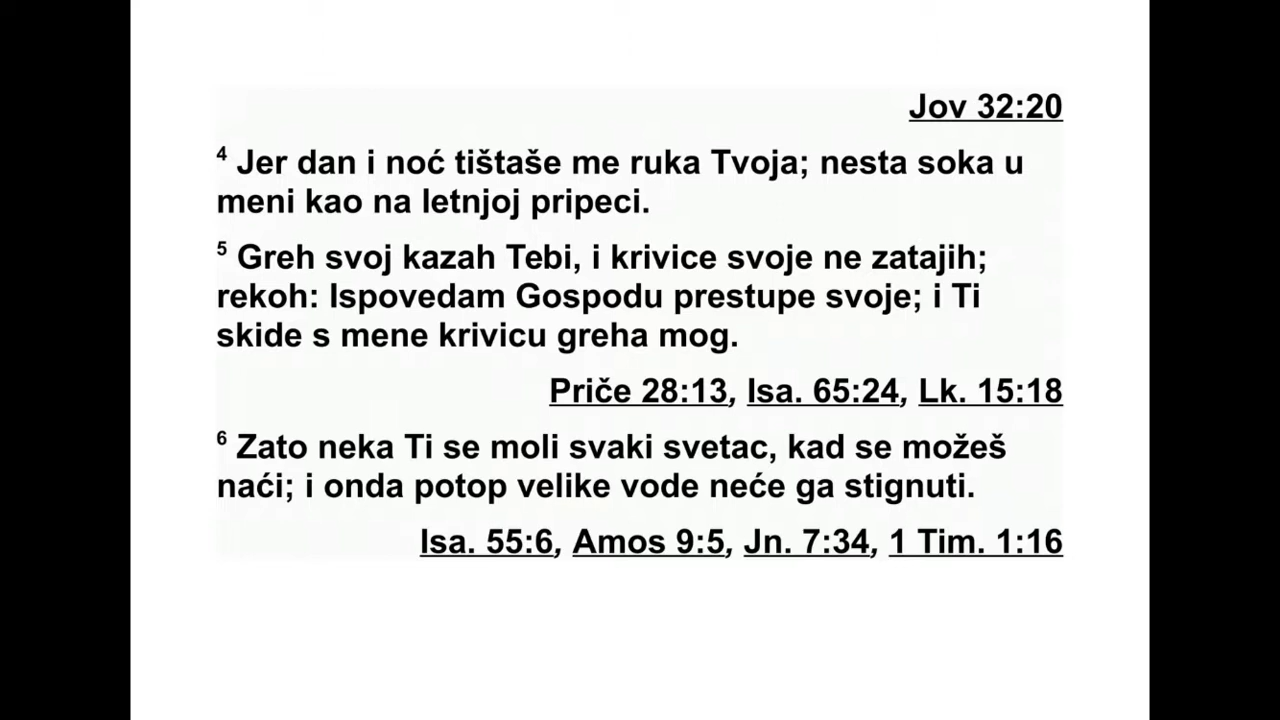 Jov 32:20
4 Jer dan i noć tištaše me ruka Tvoja; nesta soka u
meni kao na letnjoj pripeci.
5 Greh svoj kazah Tebi, i krivice svoje ne zatajih;
rekoh: Ispovedam Gospodu prestupe svoje; i Ti
skide s mene krivicu greha mog.
Priče 28:13, Isa. 65:24, Lk. 15:18
6 Zato neka Ti se moli svaki svetac, kad se možeš
naći; i onda potop velike vode neće ga stignuti.
Isa. 55:6, Amos 9:5, Jn. 7:34, 1 Tim. 1:16